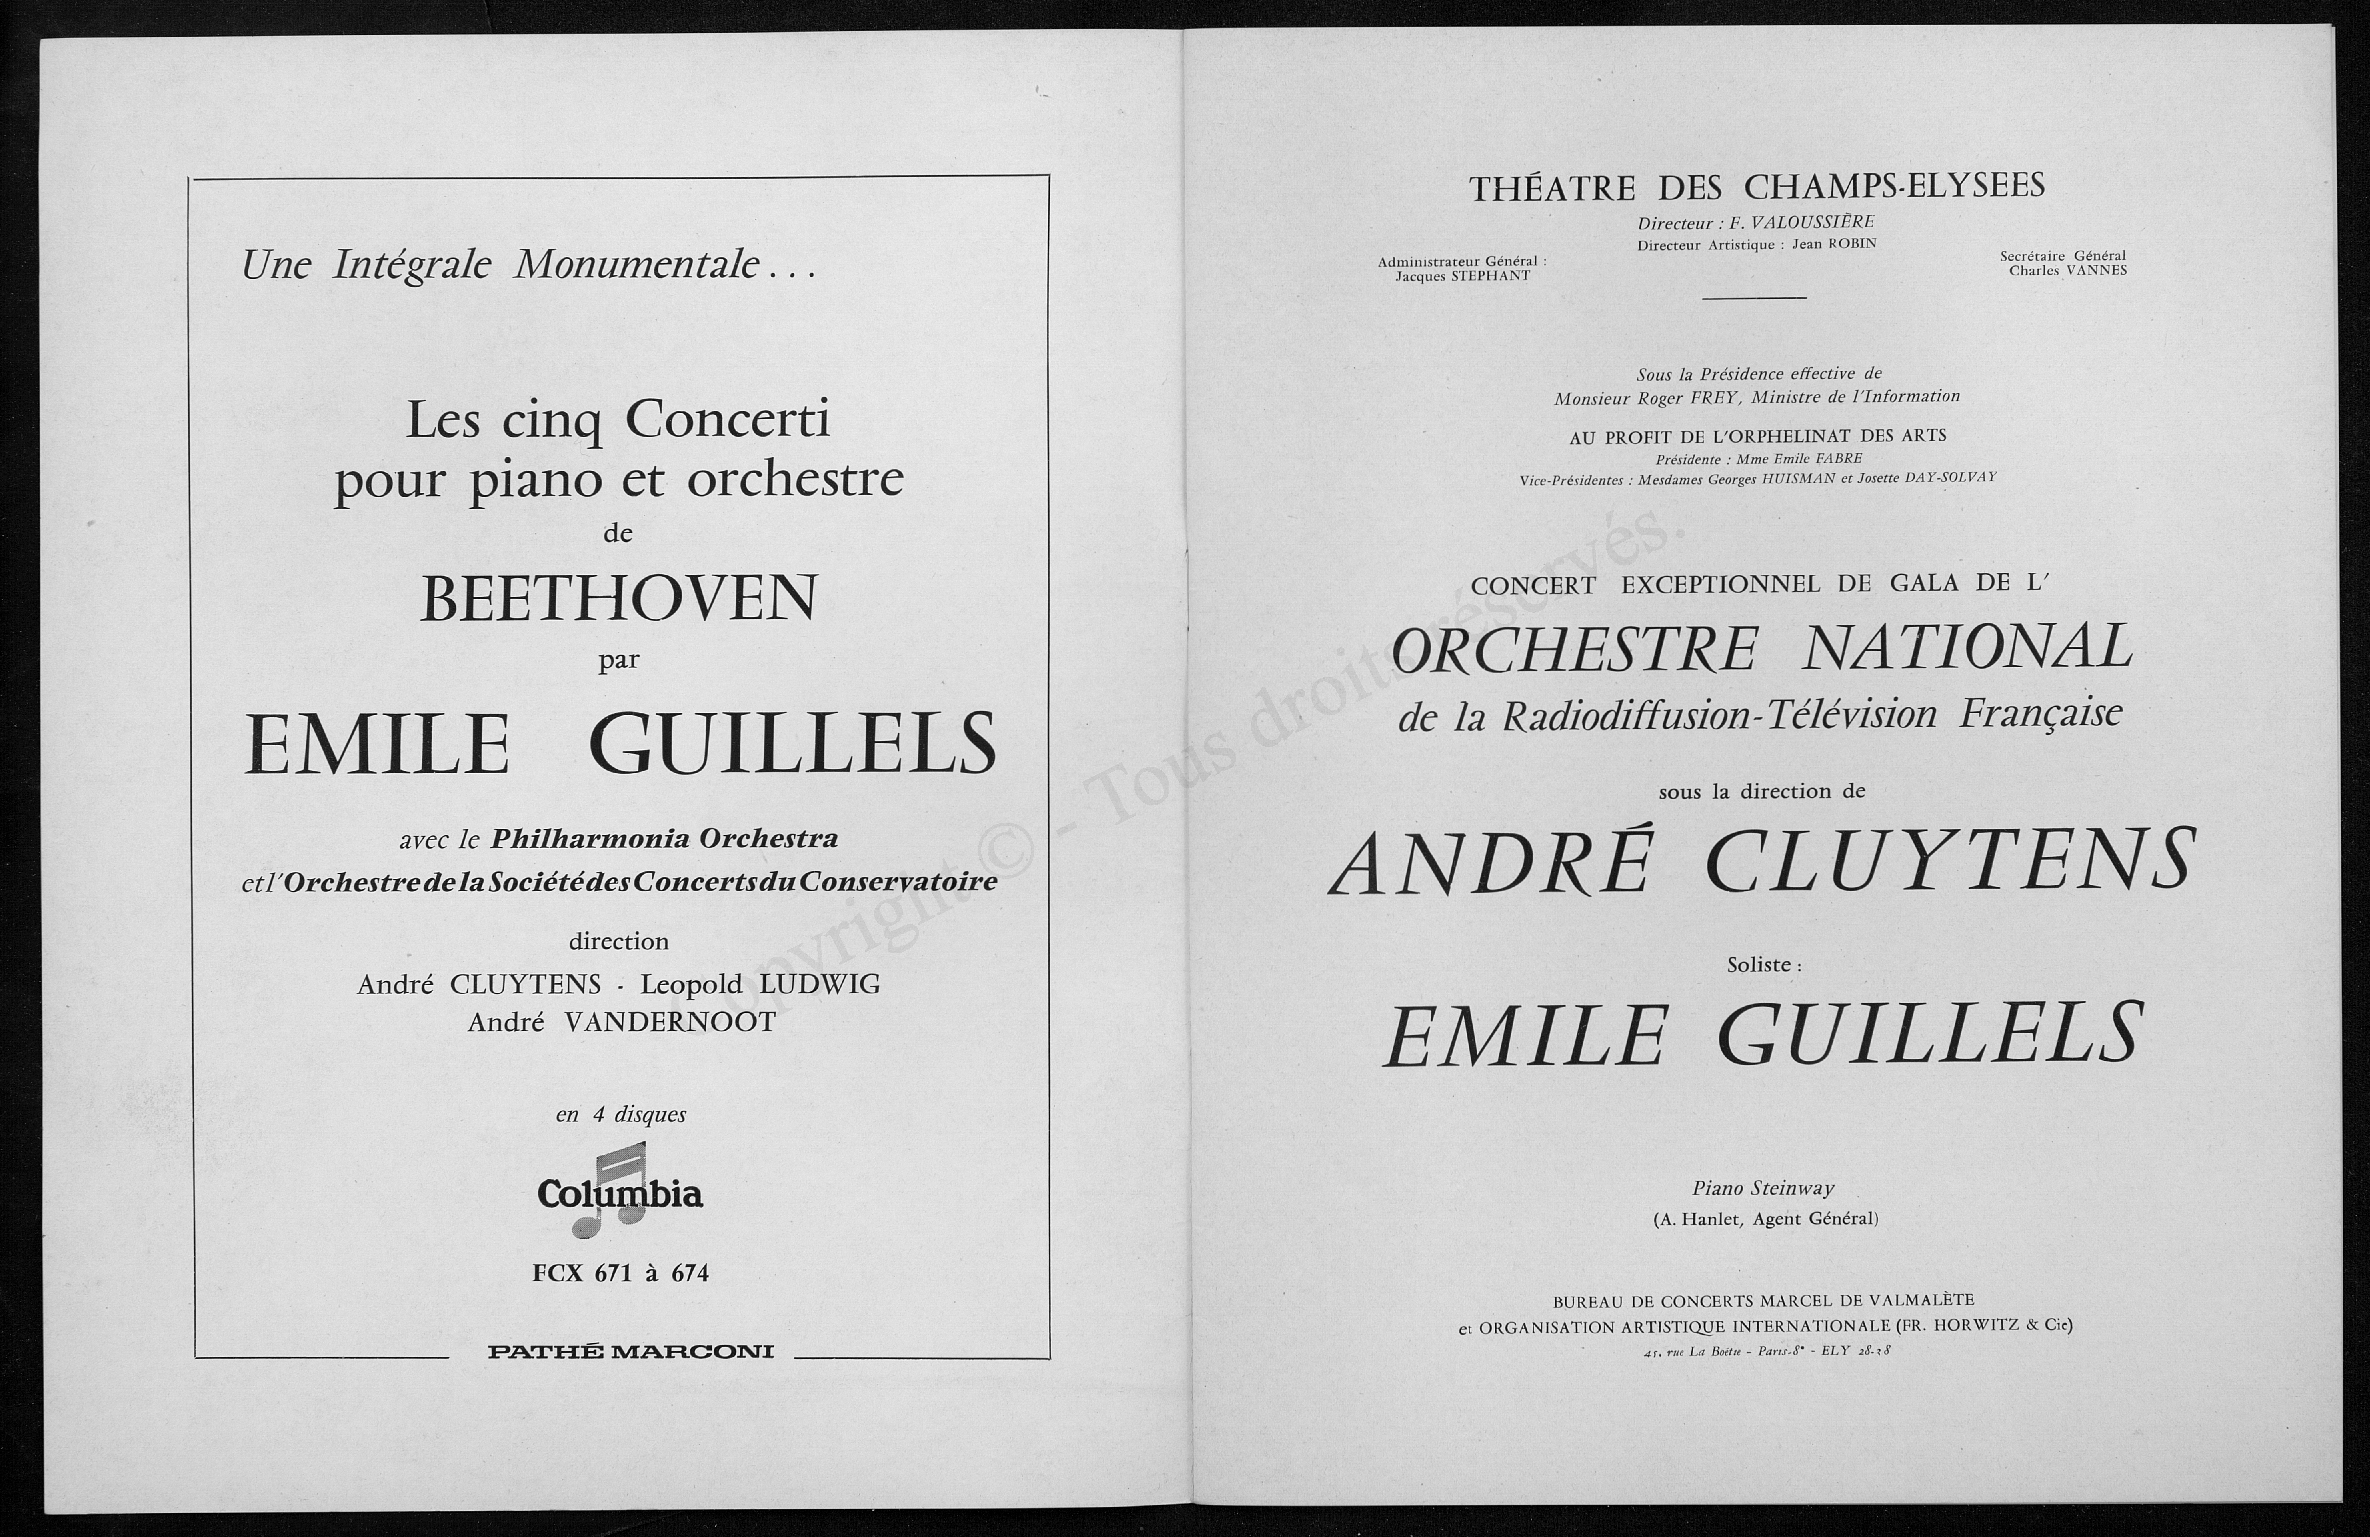 Une Intégrale Monumentale...
Les cinq Concerti
pour piano et orchestre
de
BEETHOVEN
par
EMILE GUILLELS
avec le Philharmonia Orchestra
et l'Orchestre de la Société des Concerts du Conservatoire
direction
André CLUYTENS - Leopold LUDWIG
André VANDERNOOT
en 4 disques
Columbia
FCX 671 à 674
PATHÉ MARCONI
THÉATRE DES CHAMPS-ELYSEES
Directeur : F. VALOUSSIÈRE
Directeur Artistique : Jean ROBIN
Administrateur Général :
Jacques STEPHANT
Secrétaire Général
Charles VANNES
Sous la Présidence effective de
Monsieur Roger FREY, Ministre de l'Information
AU PROFIT DE L'ORPHELINAT DES ARTS
Présidente : Mme Emile FABRE
Vice-Présidentes : Mesdames Georges HUISMAN et Josette DAY-SOLVAY
CONCERT EXCEPTIONNEL DE GALA DE L'
ORCHESTRE NATIONAL
de la Radiodiffusion-Télévision Française
sous la direction de
ANDRÉ CLUYTENS
Soliste :
EMILE GUILLELS
Piano Steinway
(A. Hanlet, Agent Général)
BUREAU DE CONCERTS MARCEL DE VALMALÈTE
et ORGANISATION ARTISTIQUE INTERNATIONALE (FR. HORWITZ & Cie)
45, rue La Boëtie - Paris-8e - ELY
Copyright © - Tous droits réservés.